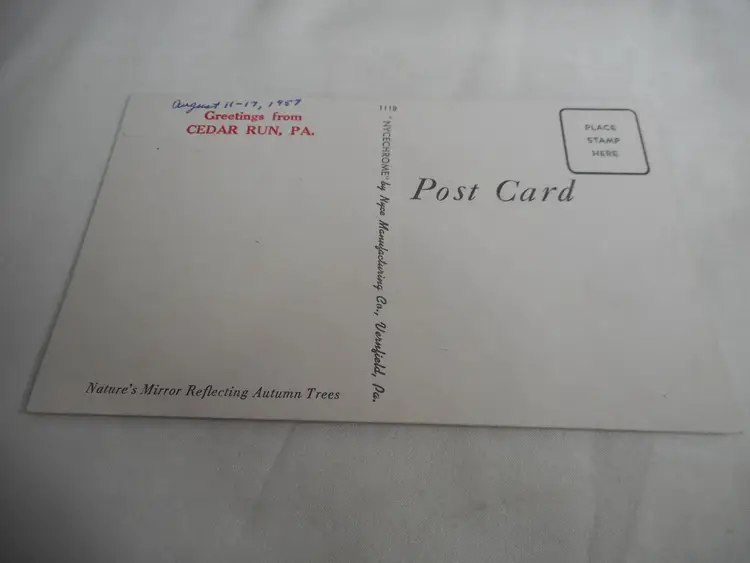 August 11-17, 1957
Greetings from
CEDAR RUN, PA.
Nature's Mirror Reflecting Autumn Trees
111B
"NYCECHROME" by Nyce Manufacturing Co., Vernfield, Pa.
Post Card
PLACE
STAMP
HERE